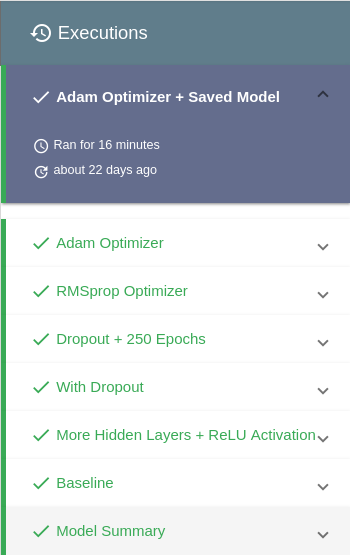 Executions
Adam Optimizer + Saved Model
Ran for 16 minutes
about 22 days ago
Adam Optimizer
RMSprop Optimizer
Dropout + 250 Epochs
With Dropout
More Hidden Layers + ReLU Activation
Baseline
Model Summary